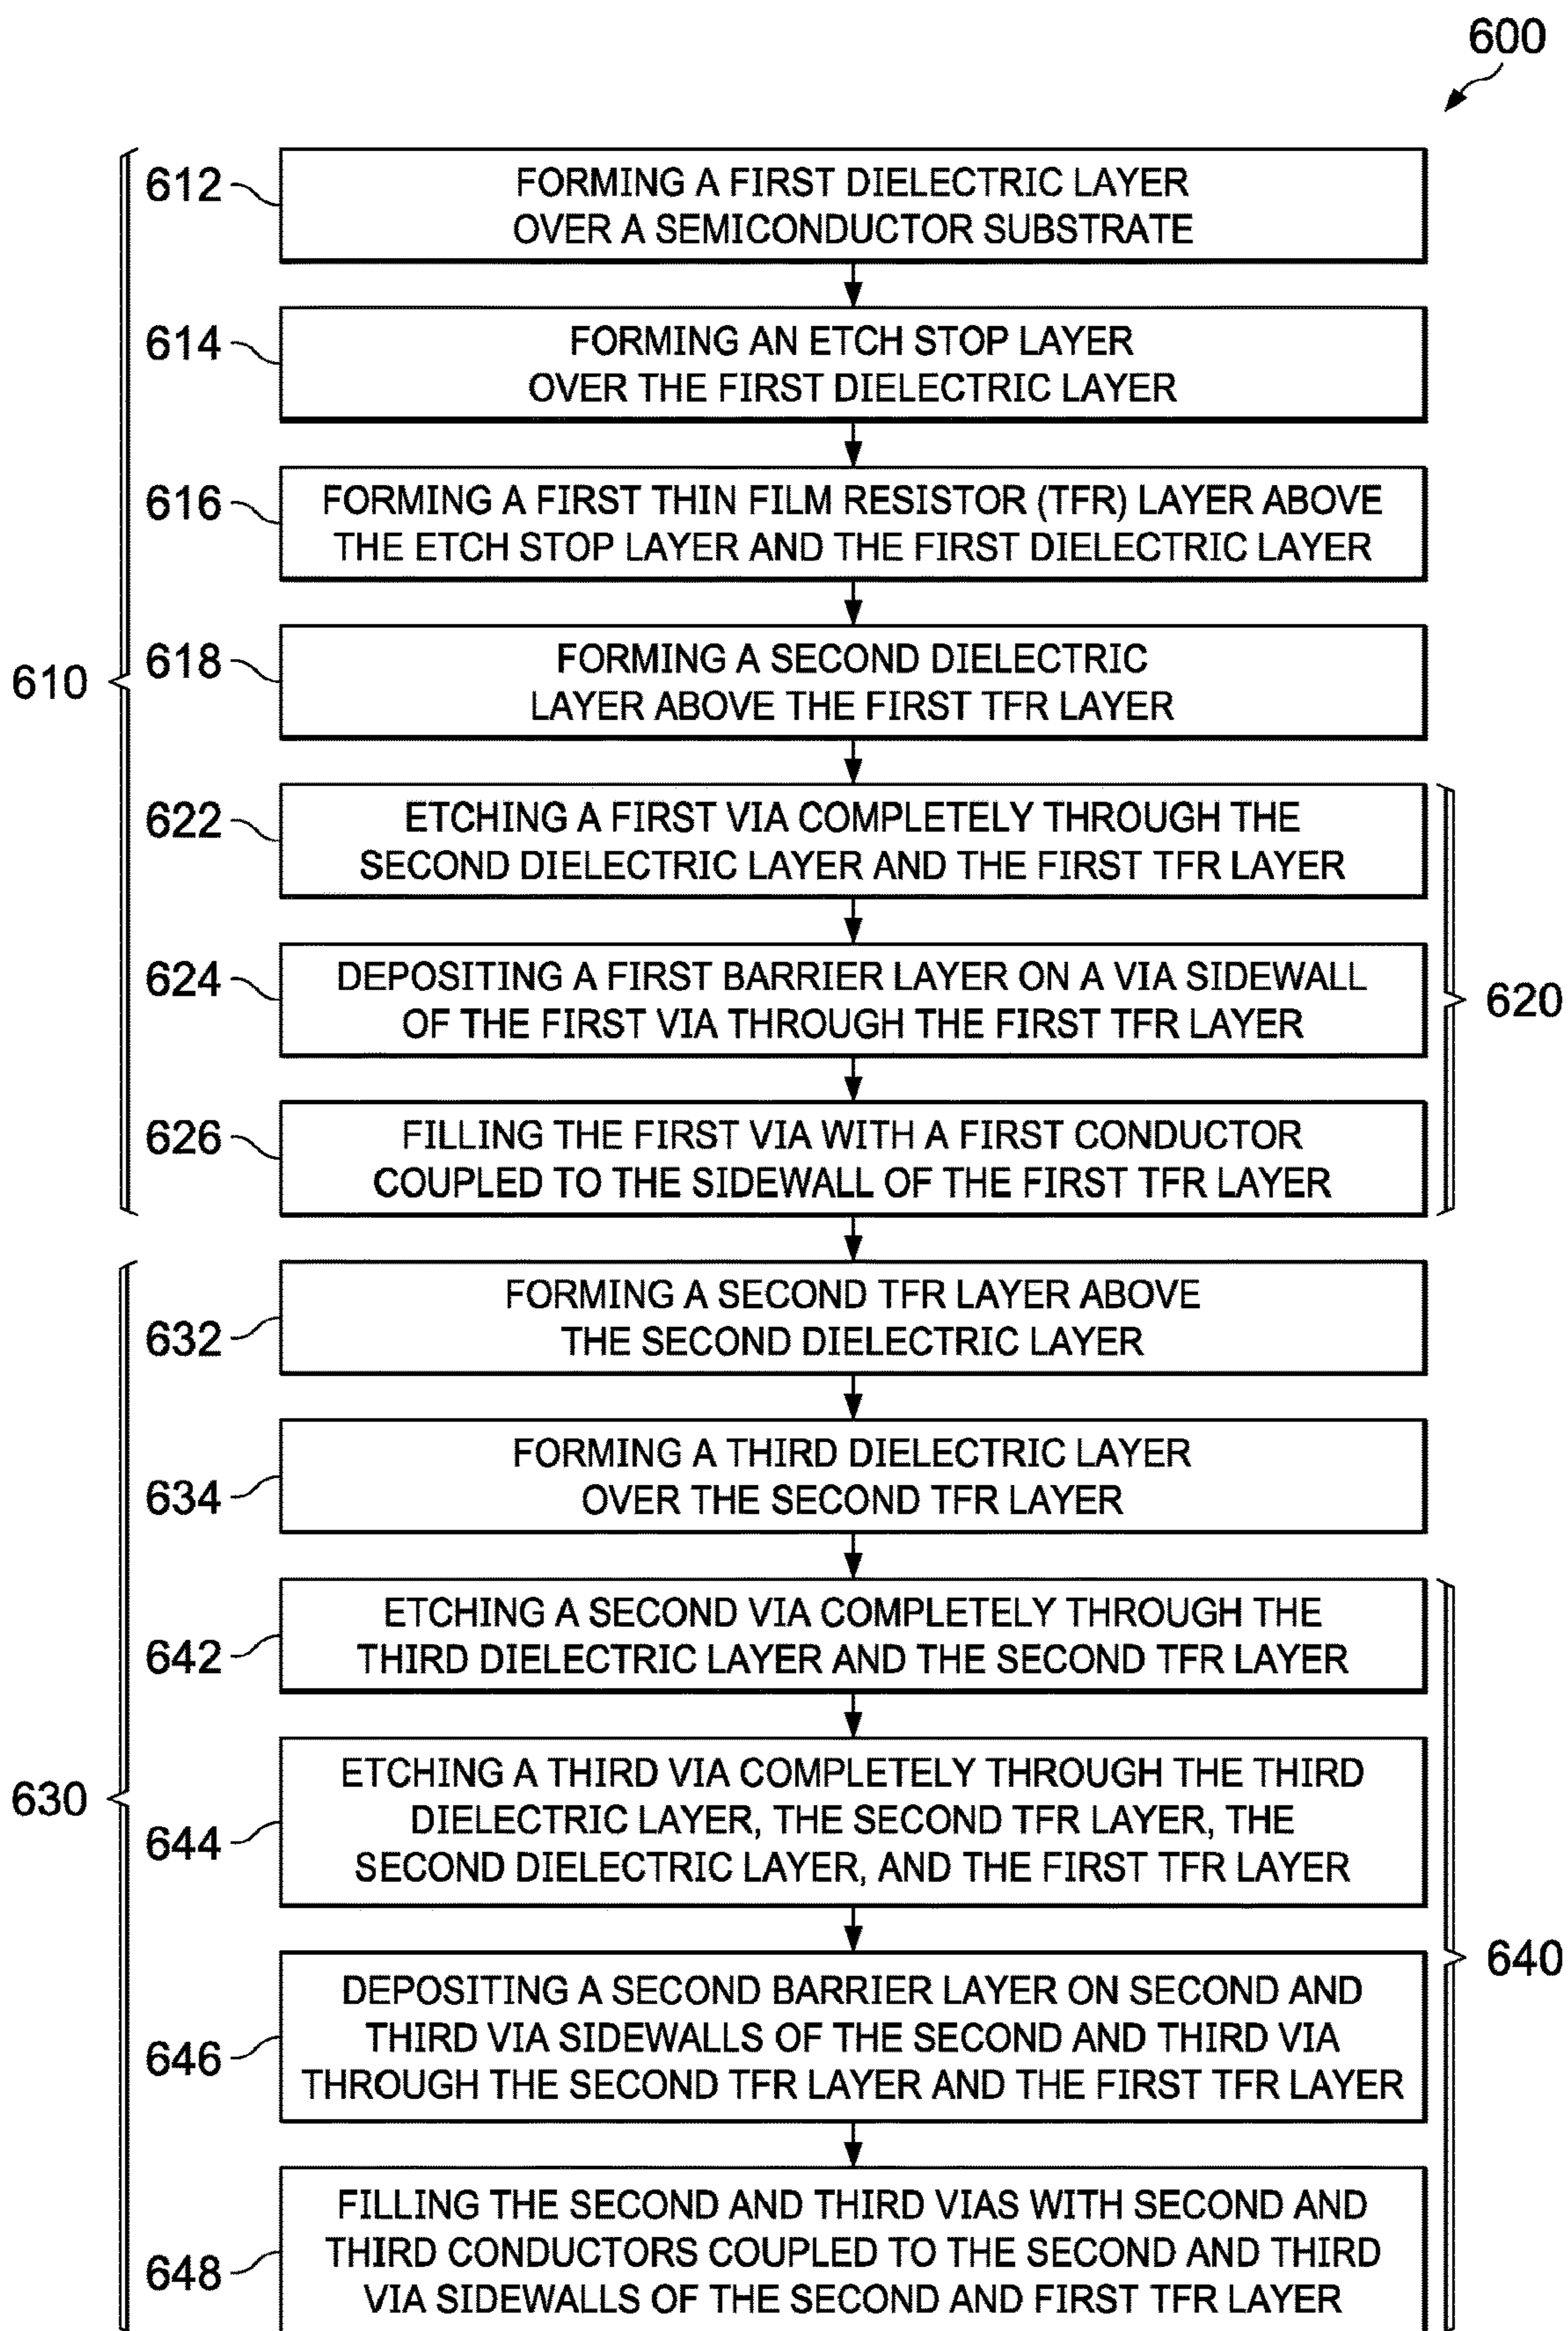 600
612
FORMING A FIRST DIELECTRIC LAYER
OVER A SEMICONDUCTOR SUBSTRATE
614
FORMING AN ETCH STOP LAYER
OVER THE FIRST DIELECTRIC LAYER
616
FORMING A FIRST THIN FILM RESISTOR (TFR) LAYER ABOVE
THE ETCH STOP LAYER AND THE FIRST DIELECTRIC LAYER
610
618
FORMING A SECOND DIELECTRIC
LAYER ABOVE THE FIRST TFR LAYER
622
ETCHING A FIRST VIA COMPLETELY THROUGH THE
SECOND DIELECTRIC LAYER AND THE FIRST TFR LAYER
624
DEPOSITING A FIRST BARRIER LAYER ON A VIA SIDEWALL
OF THE FIRST VIA THROUGH THE FIRST TFR LAYER
620
626
FILLING THE FIRST VIA WITH A FIRST CONDUCTOR
COUPLED TO THE SIDEWALL OF THE FIRST TFR LAYER
632
FORMING A SECOND TFR LAYER ABOVE
THE SECOND DIELECTRIC LAYER
634
FORMING A THIRD DIELECTRIC LAYER
OVER THE SECOND TFR LAYER
642
ETCHING A SECOND VIA COMPLETELY THROUGH THE
THIRD DIELECTRIC LAYER AND THE SECOND TFR LAYER
630
644
ETCHING A THIRD VIA COMPLETELY THROUGH THE THIRD
DIELECTRIC LAYER, THE SECOND TFR LAYER, THE
SECOND DIELECTRIC LAYER, AND THE FIRST TFR LAYER
640
646
DEPOSITING A SECOND BARRIER LAYER ON SECOND AND
THIRD VIA SIDEWALLS OF THE SECOND AND THIRD VIA
THROUGH THE SECOND TFR LAYER AND THE FIRST TFR LAYER
648
FILLING THE SECOND AND THIRD VIAS WITH SECOND AND
THIRD CONDUCTORS COUPLED TO THE SECOND AND THIRD
VIA SIDEWALLS OF THE SECOND AND FIRST TFR LAYER